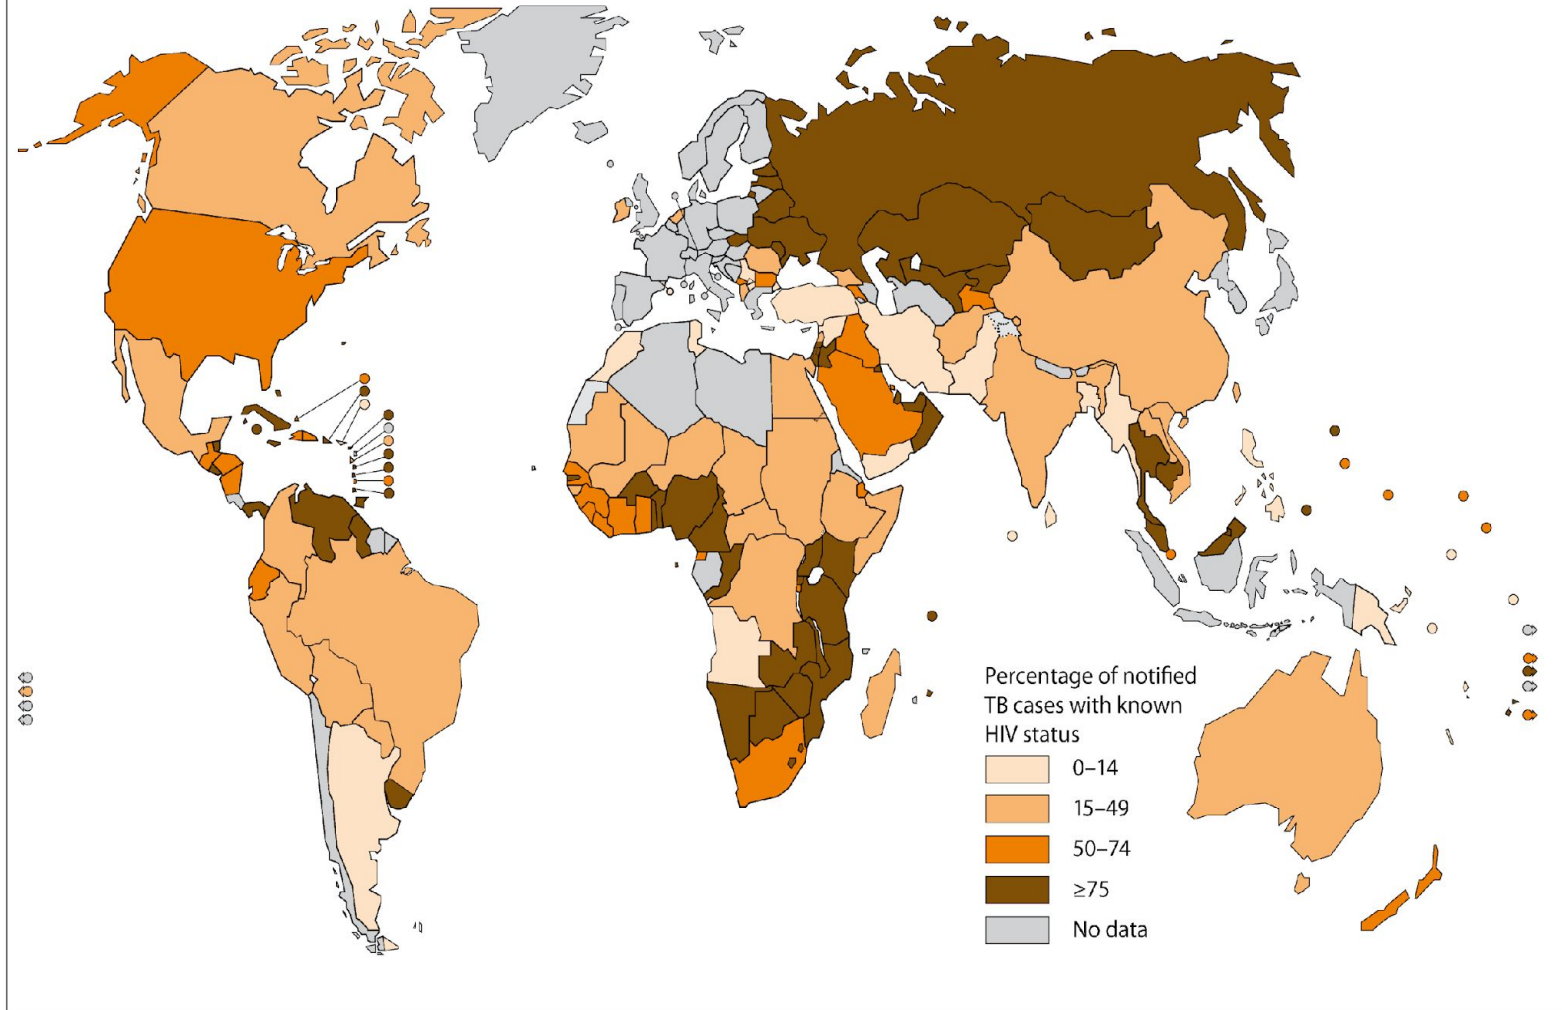 Percentage of notified
TB cases with known
HIV status
0–14
15–49
50–74
≥75
No data